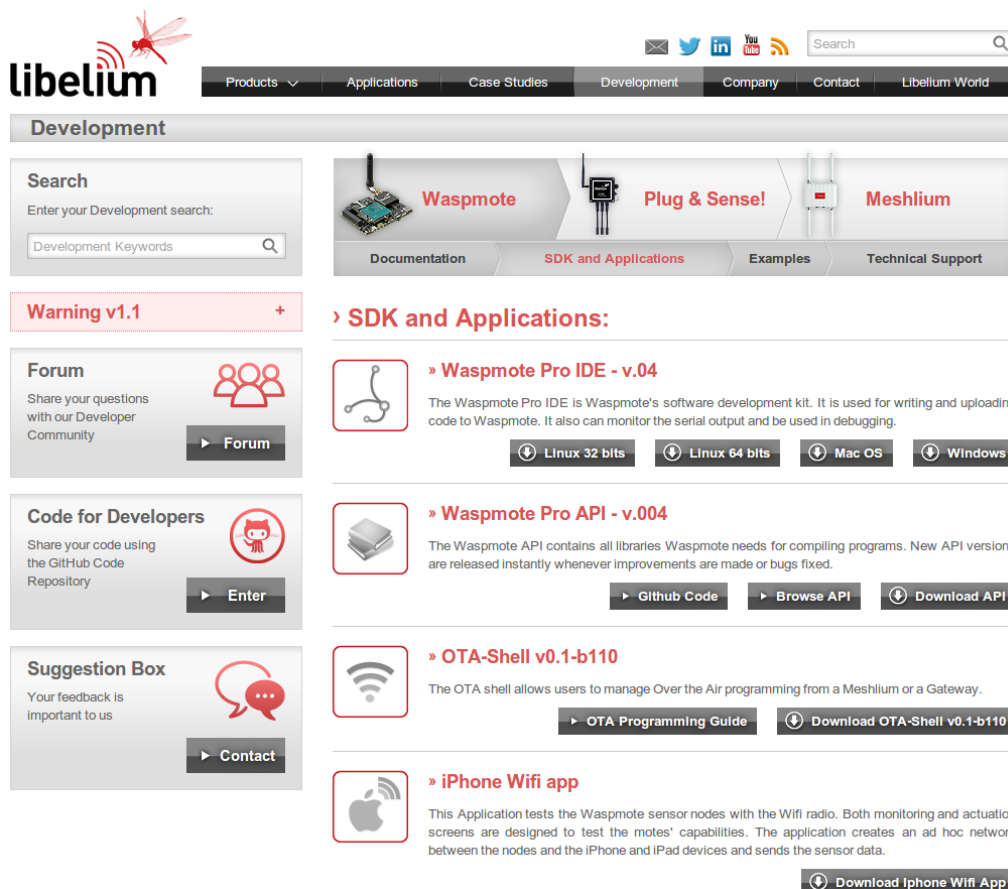 libelium
You
Tube
Search
Products
Applications
Case Studies
Development
Company
Contact
Libelium World
Development
Search
Enter your Development search:
Development Keywords
Warning v1.1 +
Forum
Share your questions
with our Developer
Community
Forum
Code for Developers
Share your code using
the GitHub Code
Repository
Enter
Suggestion Box
Your feedback is
important to us
Contact
Waspmote
Plug & Sense!
Meshlium
Documentation
SDK and Applications
Examples
Technical Support
› SDK and Applications:
» Waspmote Pro IDE - v.04
The Waspmote Pro IDE is Waspmote's software development kit. It is used for writing and uploadin
code to Waspmote. It also can monitor the serial output and be used in debugging.
Linux 32 bits
Linux 64 bits
Mac OS
Windows
» Waspmote Pro API - v.004
The Waspmote API contains all libraries Waspmote needs for compiling programs. New API version
are released instantly whenever improvements are made or bugs fixed.
Github Code
Browse API
Download API
» OTA-Shell v0.1-b110
The OTA shell allows users to manage Over the Air programming from a Meshlium or a Gateway.
OTA Programming Guide
Download OTA-Shell v0.1-b110
» iPhone Wifi app
This Application tests the Waspmote sensor nodes with the Wifi radio. Both monitoring and actuatio
screens are designed to test the motes' capabilities. The application creates an ad hoc networ
between the nodes and the iPhone and iPad devices and sends the sensor data.
Download Iphone Wifi App